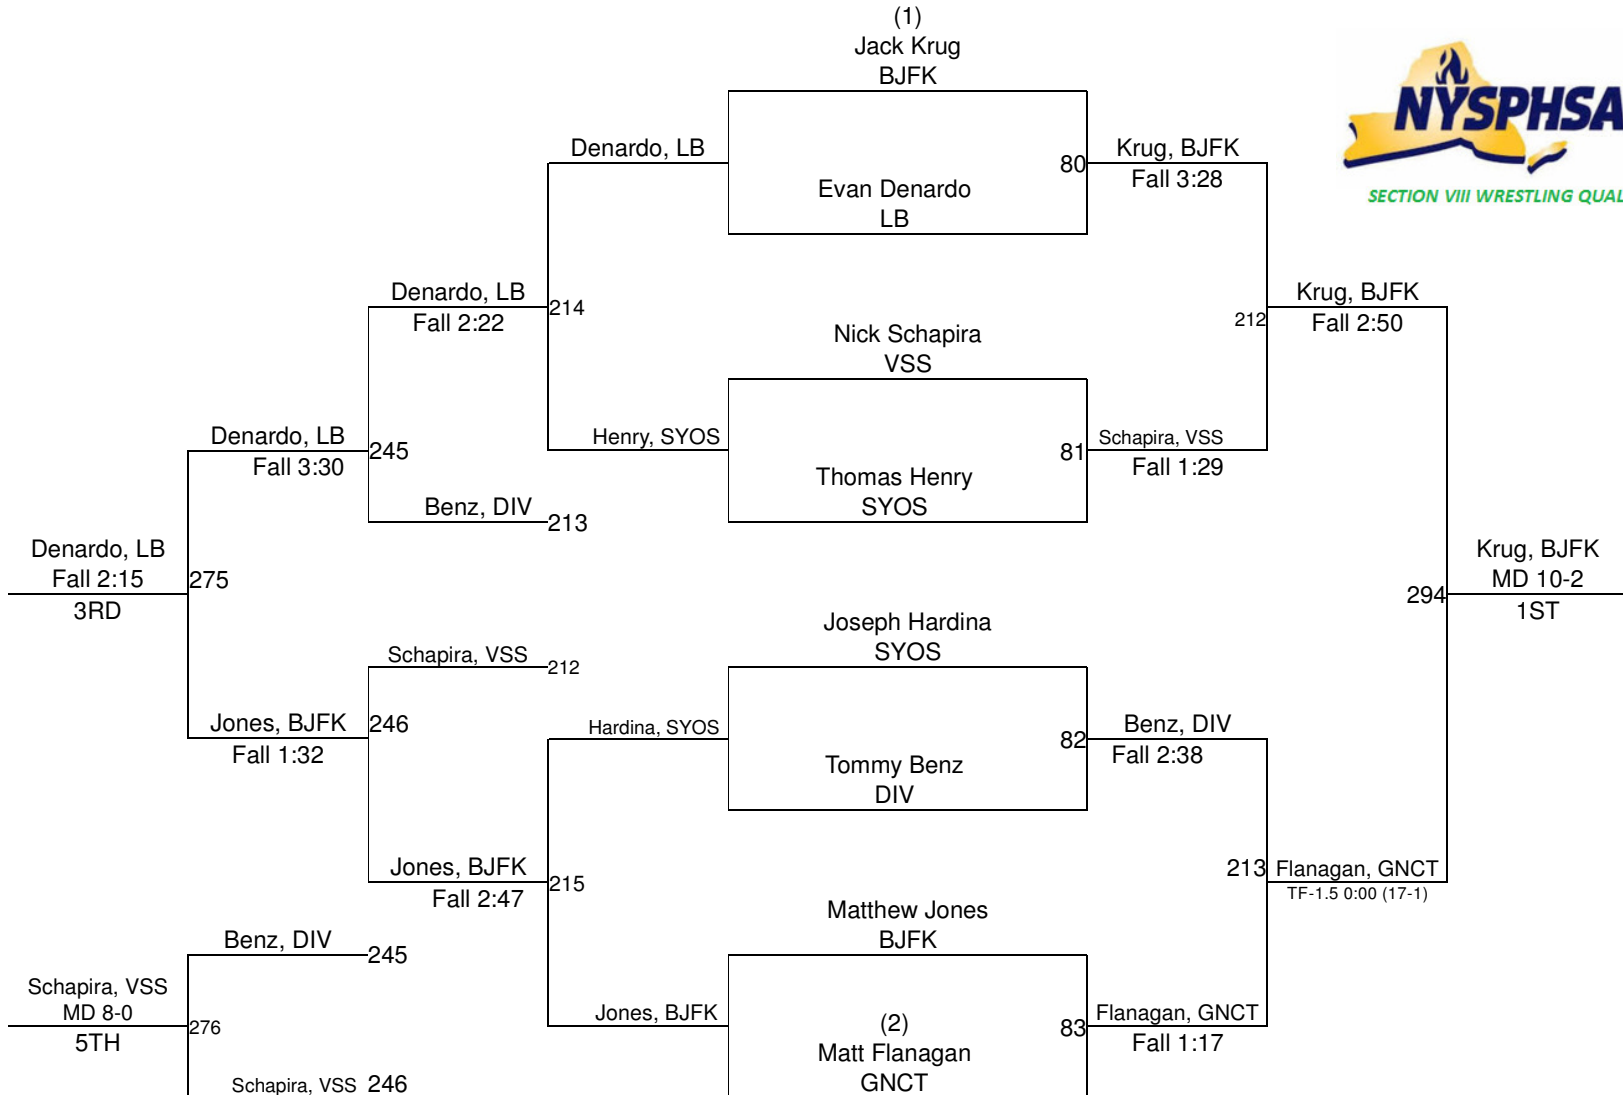 (1)
Jack Krug
BJFK
NYSPHSA
Denardo, LB
80
Krug, BJFK
Fall 3:28
Evan Denardo
LB
SECTION VIII WRESTLING QUAL
Denardo, LB
Fall 2:22
214
Krug, BJFK
Fall 2:50
212
Nick Schapira
VSS
Denardo, LB
Fall 3:30
245
Henry, SYOS
81
Schapira, VSS
Fall 1:29
Thomas Henry
SYOS
Benz, DIV
213
Denardo, LB
Fall 2:15
3RD
275
294
Krug, BJFK
MD 10-2
1ST
Joseph Hardina
SYOS
Schapira, VSS
212
Jones, BJFK
Fall 1:32
246
Hardina, SYOS
82
Benz, DIV
Fall 2:38
Tommy Benz
DIV
Jones, BJFK
Fall 2:47
215
213
Flanagan, GNCT
TF-1.5 0:00 (17-1)
Matthew Jones
BJFK
Benz, DIV
245
Schapira, VSS
MD 8-0
5TH
276
Jones, BJFK
83
Flanagan, GNCT
Fall 1:17
(2)
Matt Flanagan
GNCT
Schapira, VSS
246